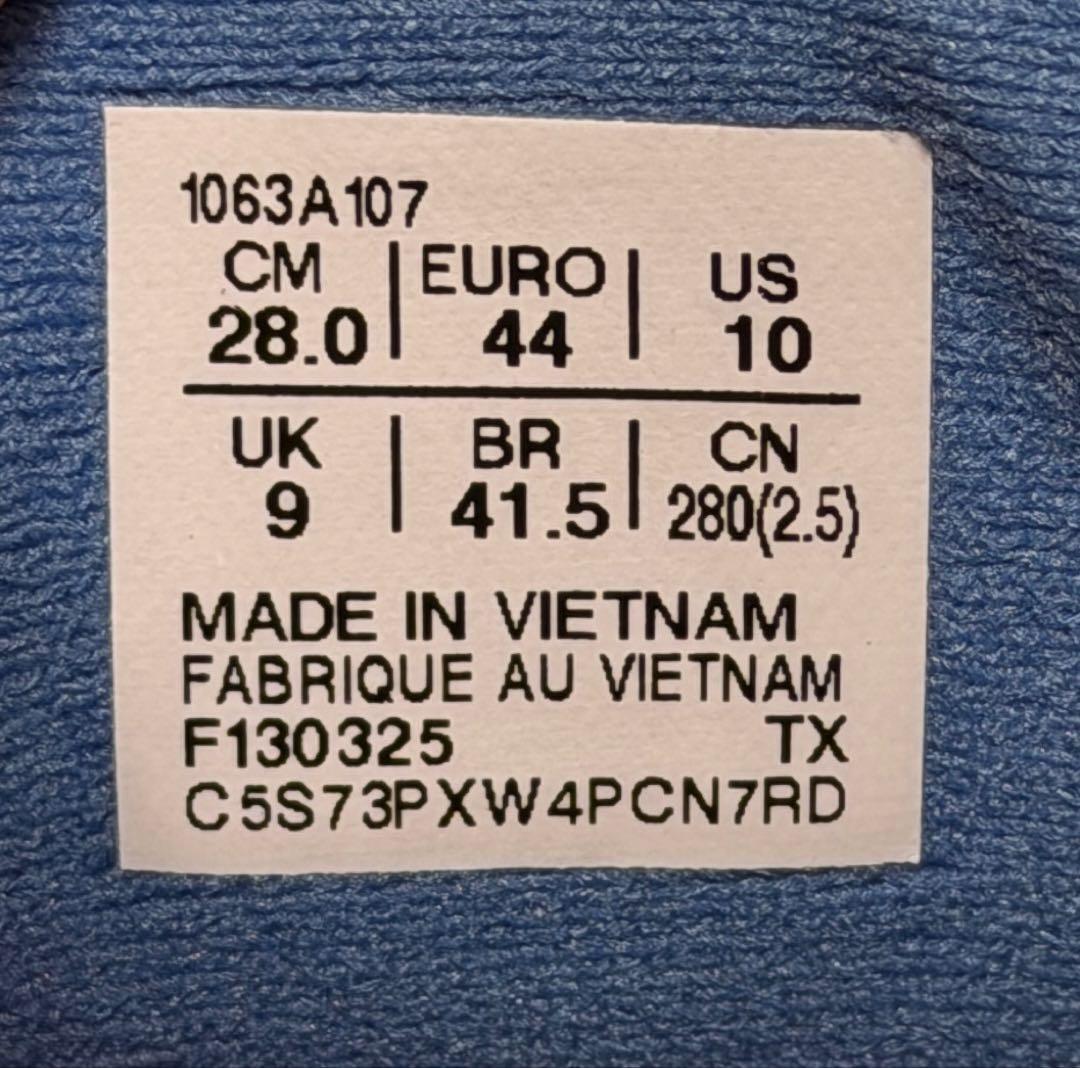 1063A107
CM | EURO | US
28.0 | 44 | 10
UK | BR | CN
9 | 41.5 | 280(2.5)
MADE IN VIETNAM
FABRIQUE AU VIETNAM
F130325 TX
C5S73PXW4PCN7RD